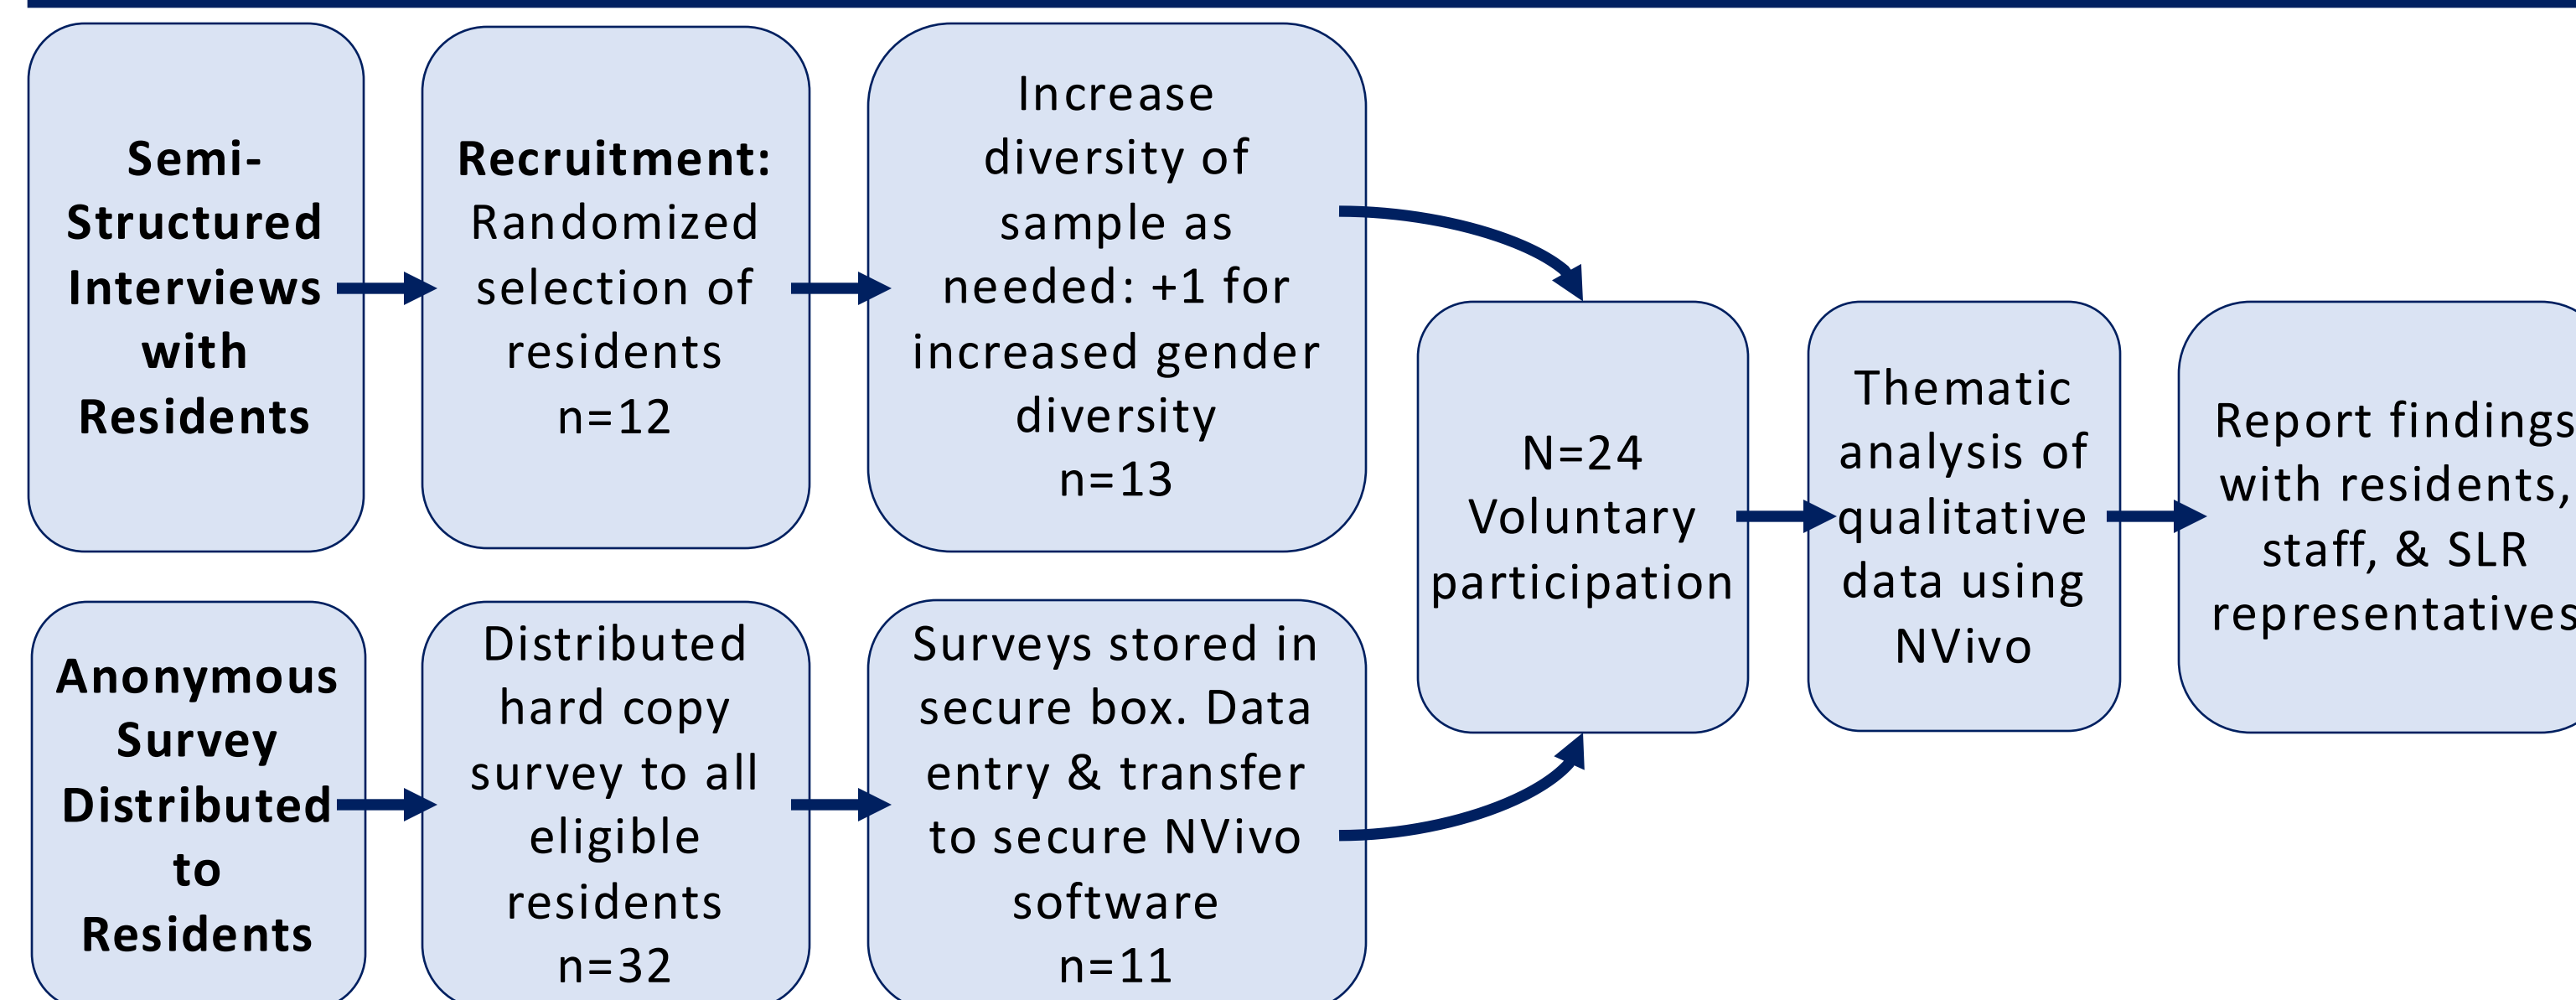 Semi-
Structured
Interviews
with
Residents
Recruitment:
Randomized
selection of
residents
n=12
Increase
diversity of
sample as
needed: +1 for
increased gender
diversity
n=13
Anonymous
Survey
Distributed
to
Residents
Distributed
hard copy
survey to all
eligible
residents
n=32
Surveys stored in
secure box. Data
entry & transfer
to secure NVivo
software
n=11
N=24
Voluntary
participation
Thematic
analysis of
qualitative
data using
NVivo
Report findings
with residents,
staff, & SLR
representatives